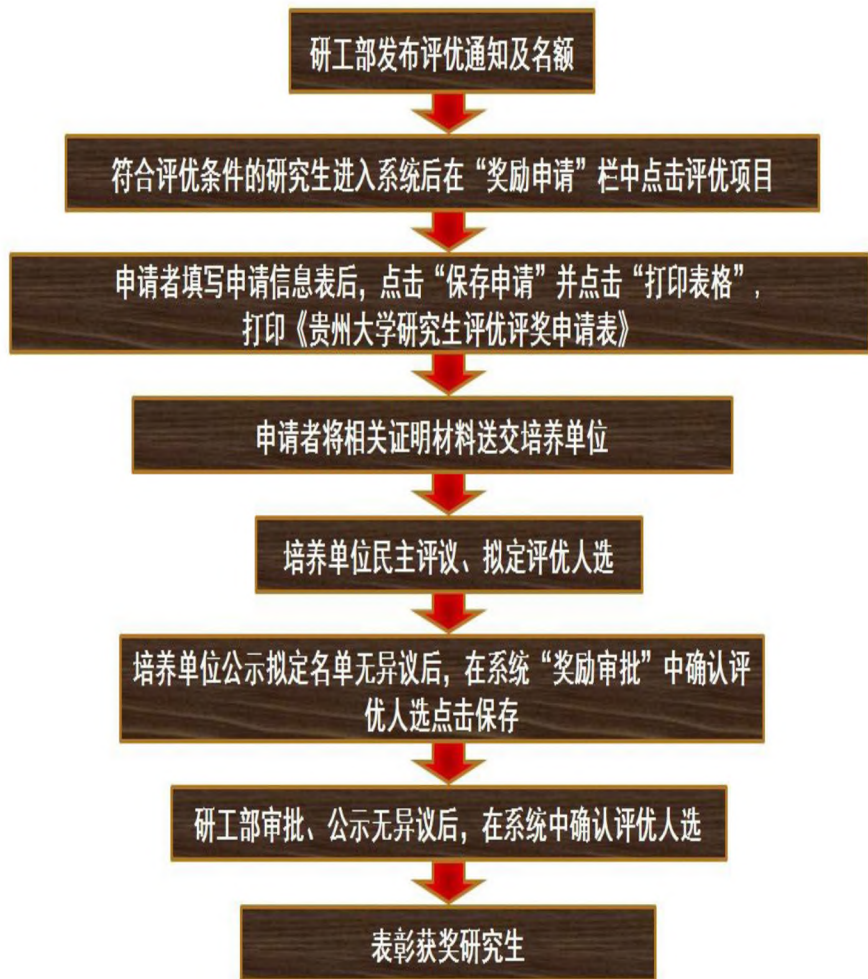 研工部发布评优通知及名额
符合评优条件的研究生进入系统后在“奖励申请”栏中点击评优项目
申请者填写申请信息表后，点击“保存申请”并点击“打印表格”，
打印《贵州大学研究生评优评奖申请表》
申请者将相关证明材料送交培养单位
培养单位民主评议、拟定评优人选
培养单位公示拟定名单无异议后，在系统“奖励审批”中确认评
优人选点击保存
研工部审批、公示无异议后，在系统中确认评优人选
表彰获奖研究生